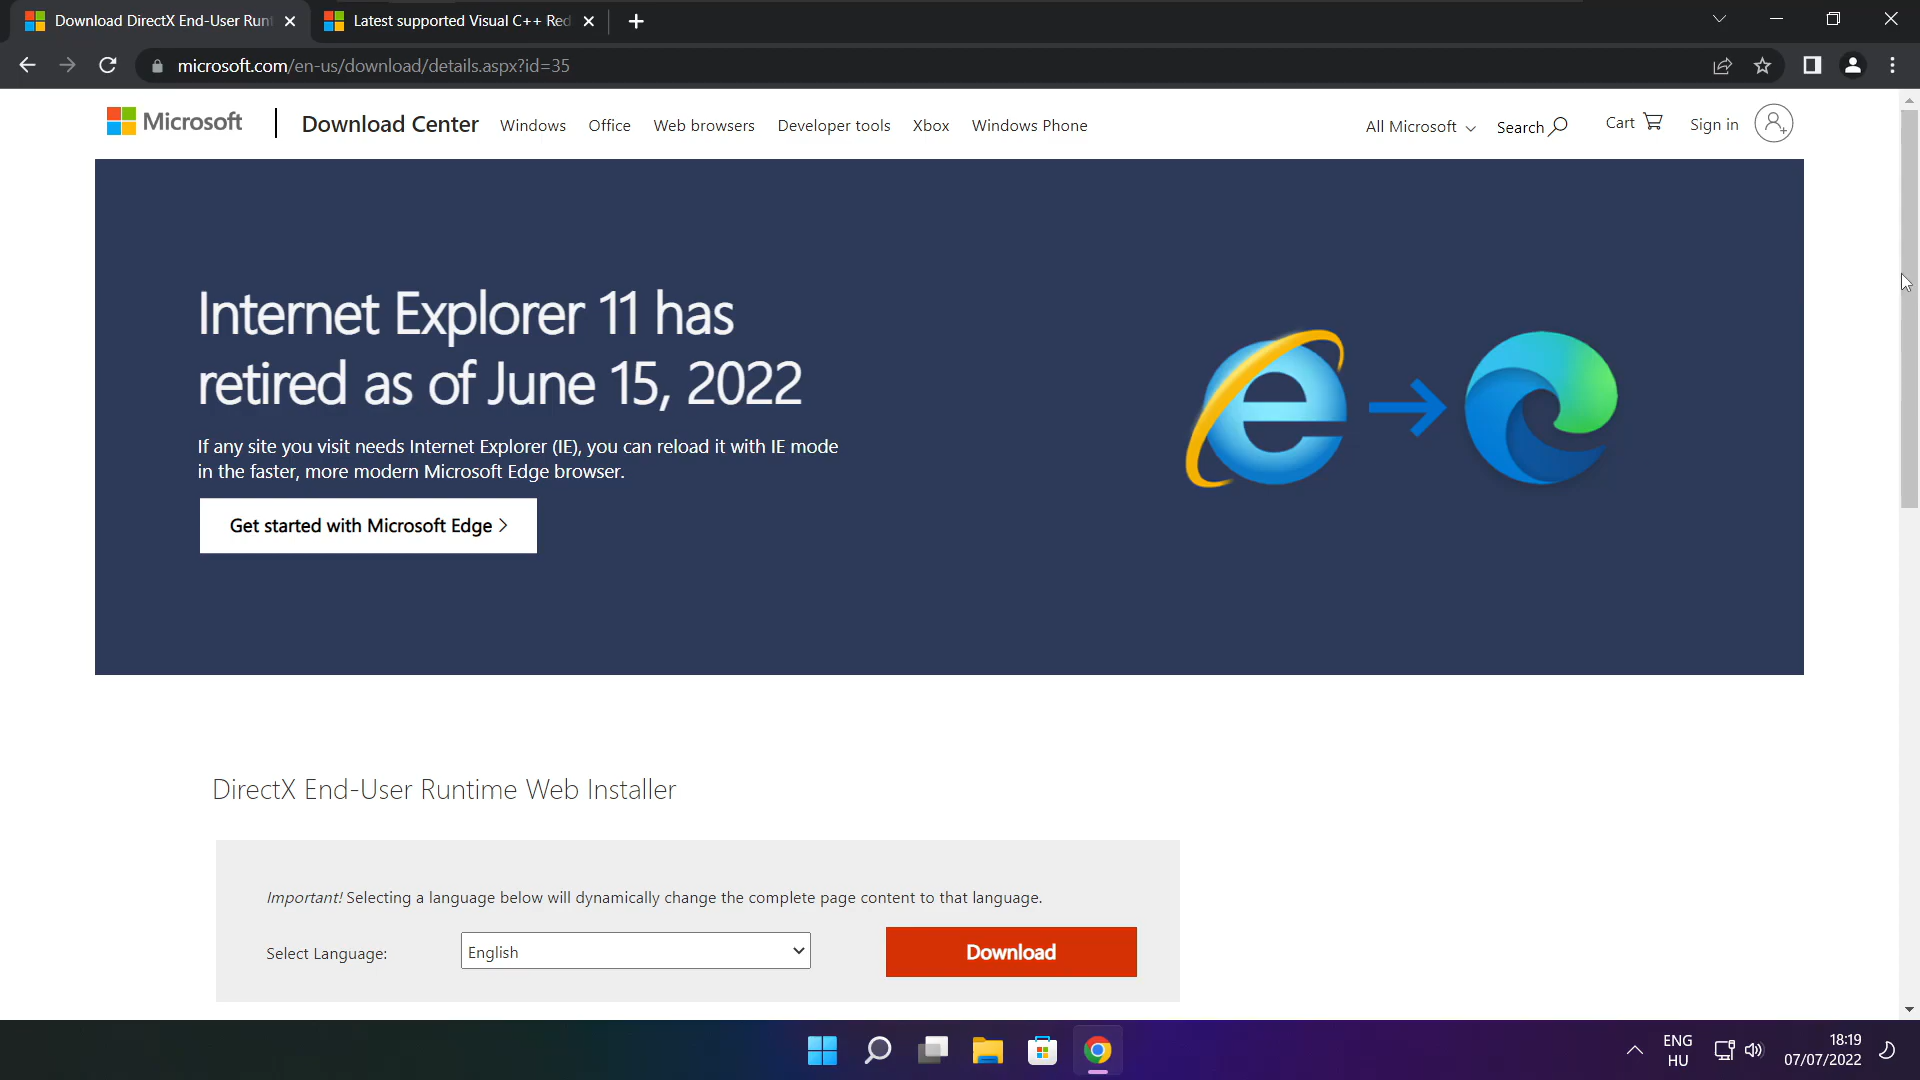 Download DirectX End-User Runt
Latest supported Visual C++ Red
microsoft.com/en-us/download/details.aspx?id=35
Microsoft
Download Center
Windows
Office
Web browsers
Developer tools
Xbox
Windows Phone
All Microsoft
Search
Cart
Sign in
Internet Explorer 11 has
retired as of June 15, 2022
If any site you visit needs Internet Explorer (IE), you can reload it with IE mode
in the faster, more modern Microsoft Edge browser.
Get started with Microsoft Edge >
DirectX End-User Runtime Web Installer
Important! Selecting a language below will dynamically change the complete page content to that language.
Select Language:
English
Download
ENG
HU
18:19
07/07/2022